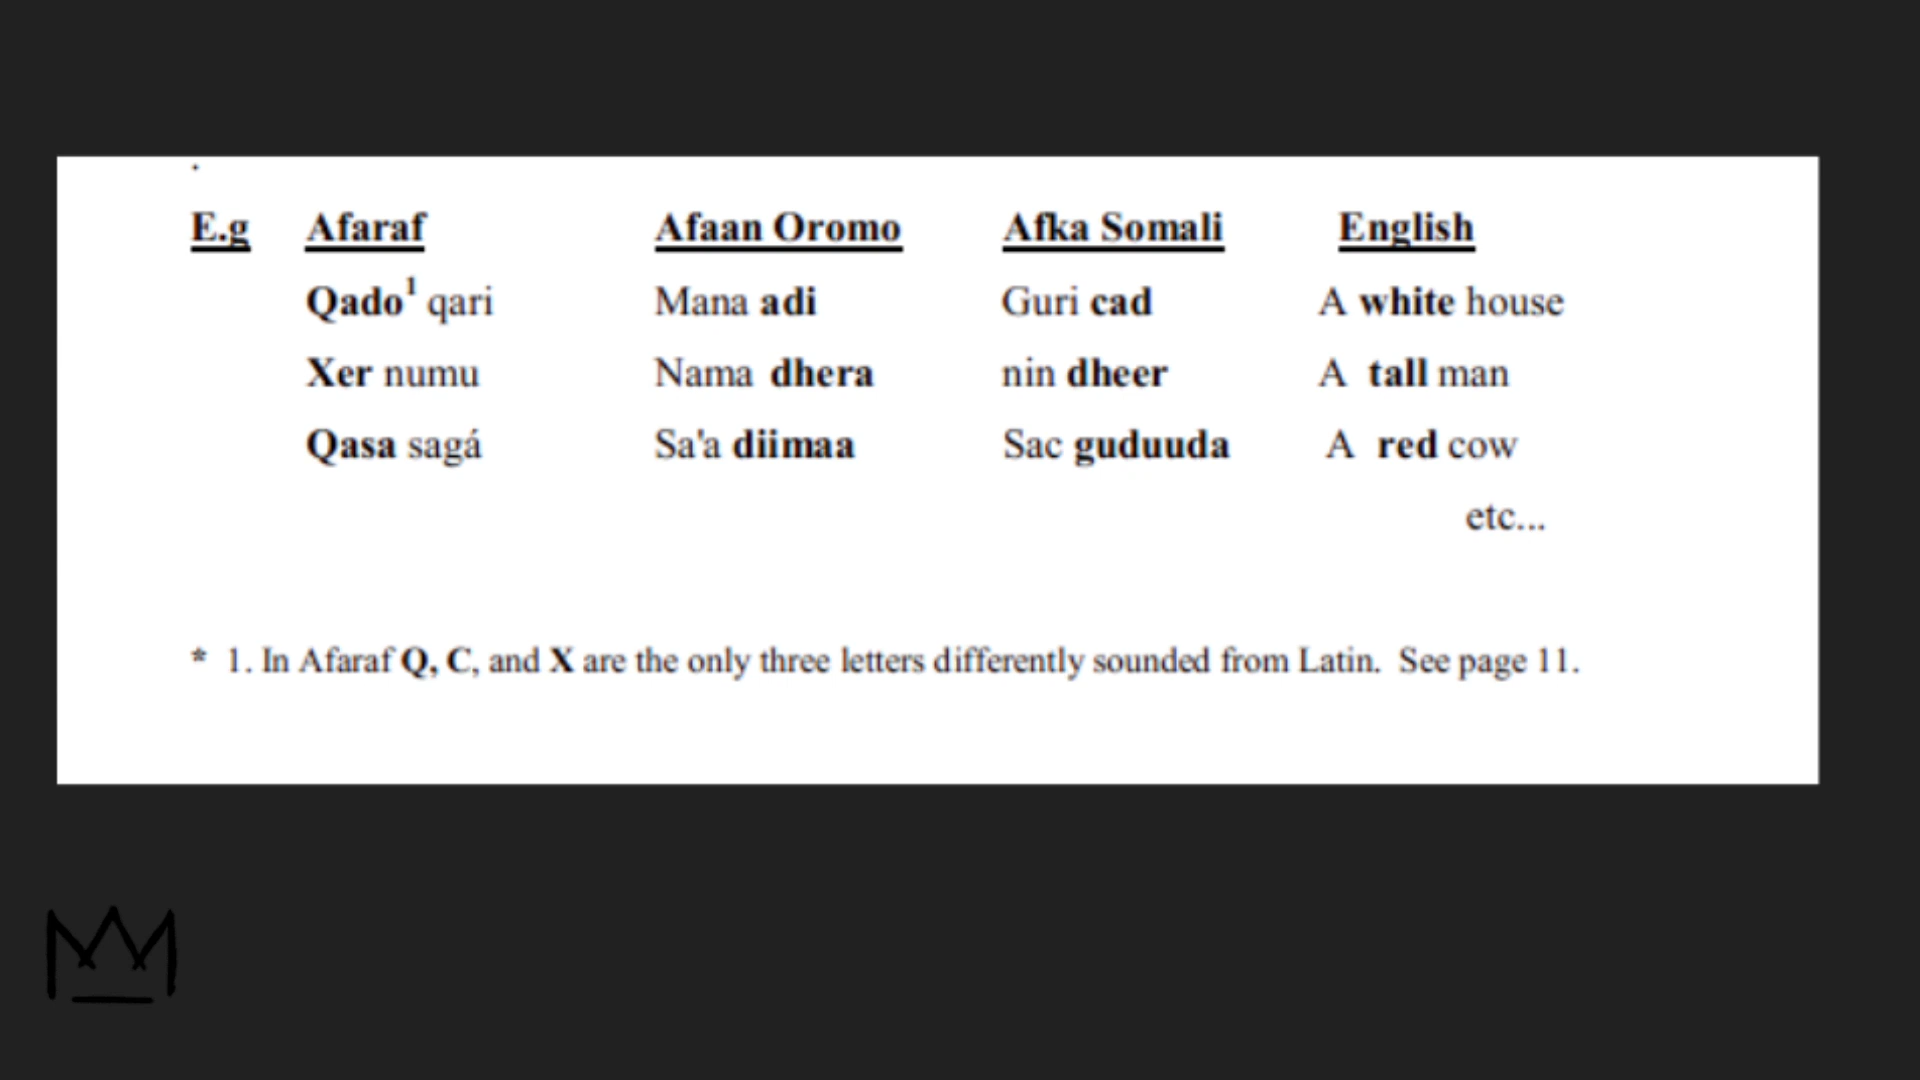 E.g Afaraf Afaan Oromo Afka Somali English
Qado¹ qari Mana adi Guri cad A white house
Xer numu Nama dhera nin dheer A tall man
Qasa sagá Sa'a diimaa Sac guduuda A red cow
etc...
* 1. In Afaraf Q, C, and X are the only three letters differently sounded from Latin. See page 11.